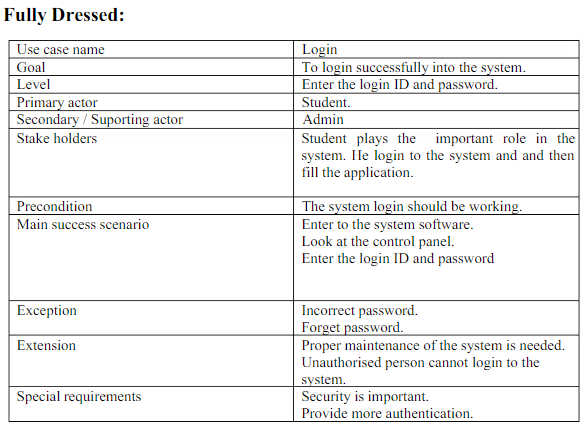 Fully Dressed:
Use case name Login
Goal To login successfully into the system.
Level Enter the login ID and password.
Primary actor Student.
Secondary / Suporting actor Admin
Stake holders Student plays the important role in the
system. He login to the system and and then
fill the application.
Precondition The system login should be working.
Main success scenario Enter to the system software.
Look at the control panel.
Enter the login ID and password
Exception Incorrect password.
Forget password.
Extension Proper maintenance of the system is needed.
Unauthorised person cannot login to the
system.
Special requirements Security is important.
Provide more authentication.